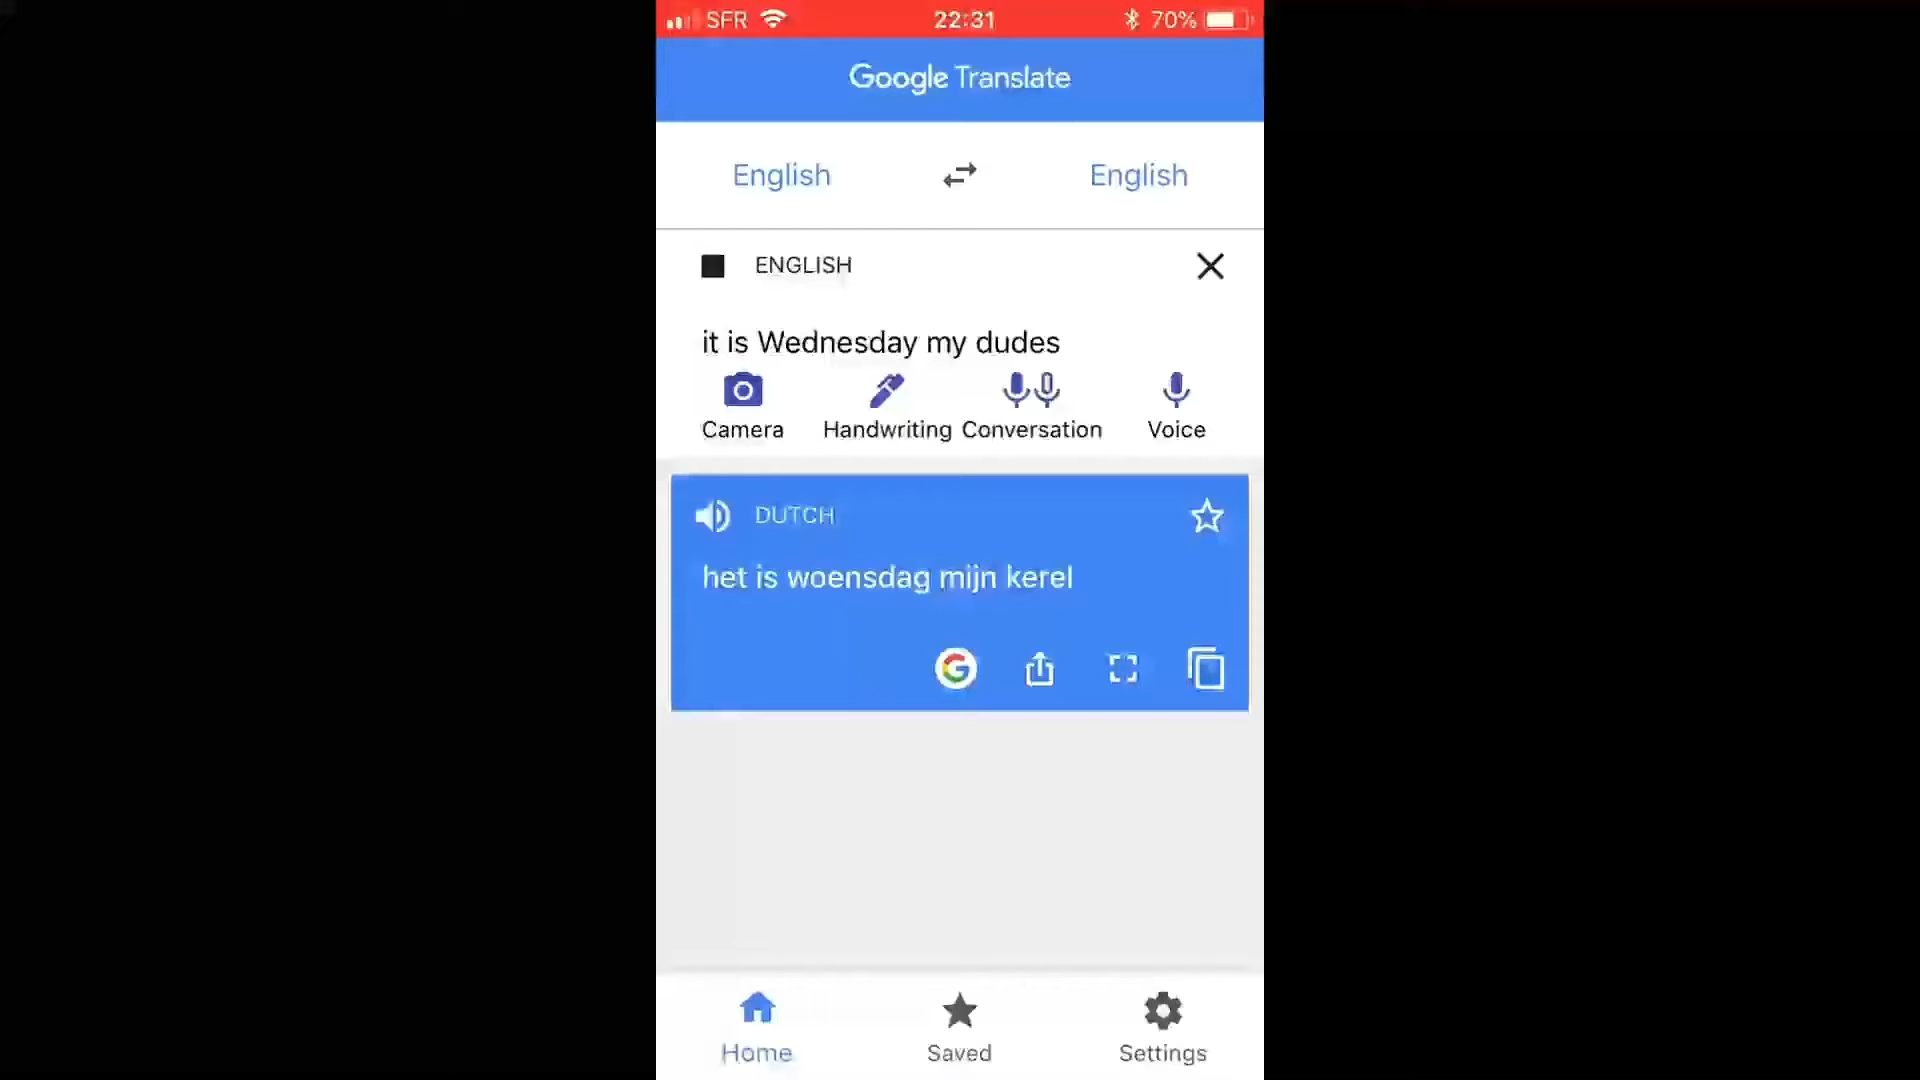 SFR 22:31 70%
Google Translate
English English
ENGLISH
it is Wednesday my dudes
Camera Handwriting Conversation Voice
DUTCH
het is woensdag mijn kerel
G
Home Saved Settings